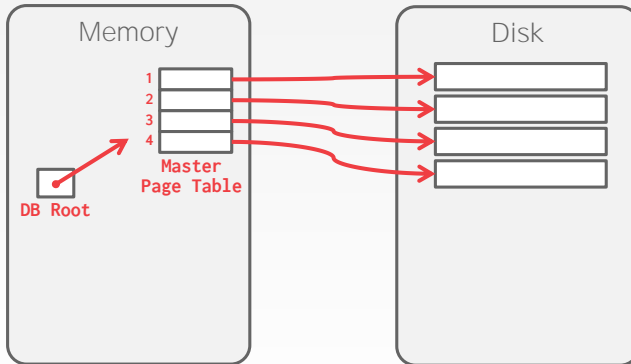 Memory
Disk
1
2
3
4
Master
Page Table
DB Root